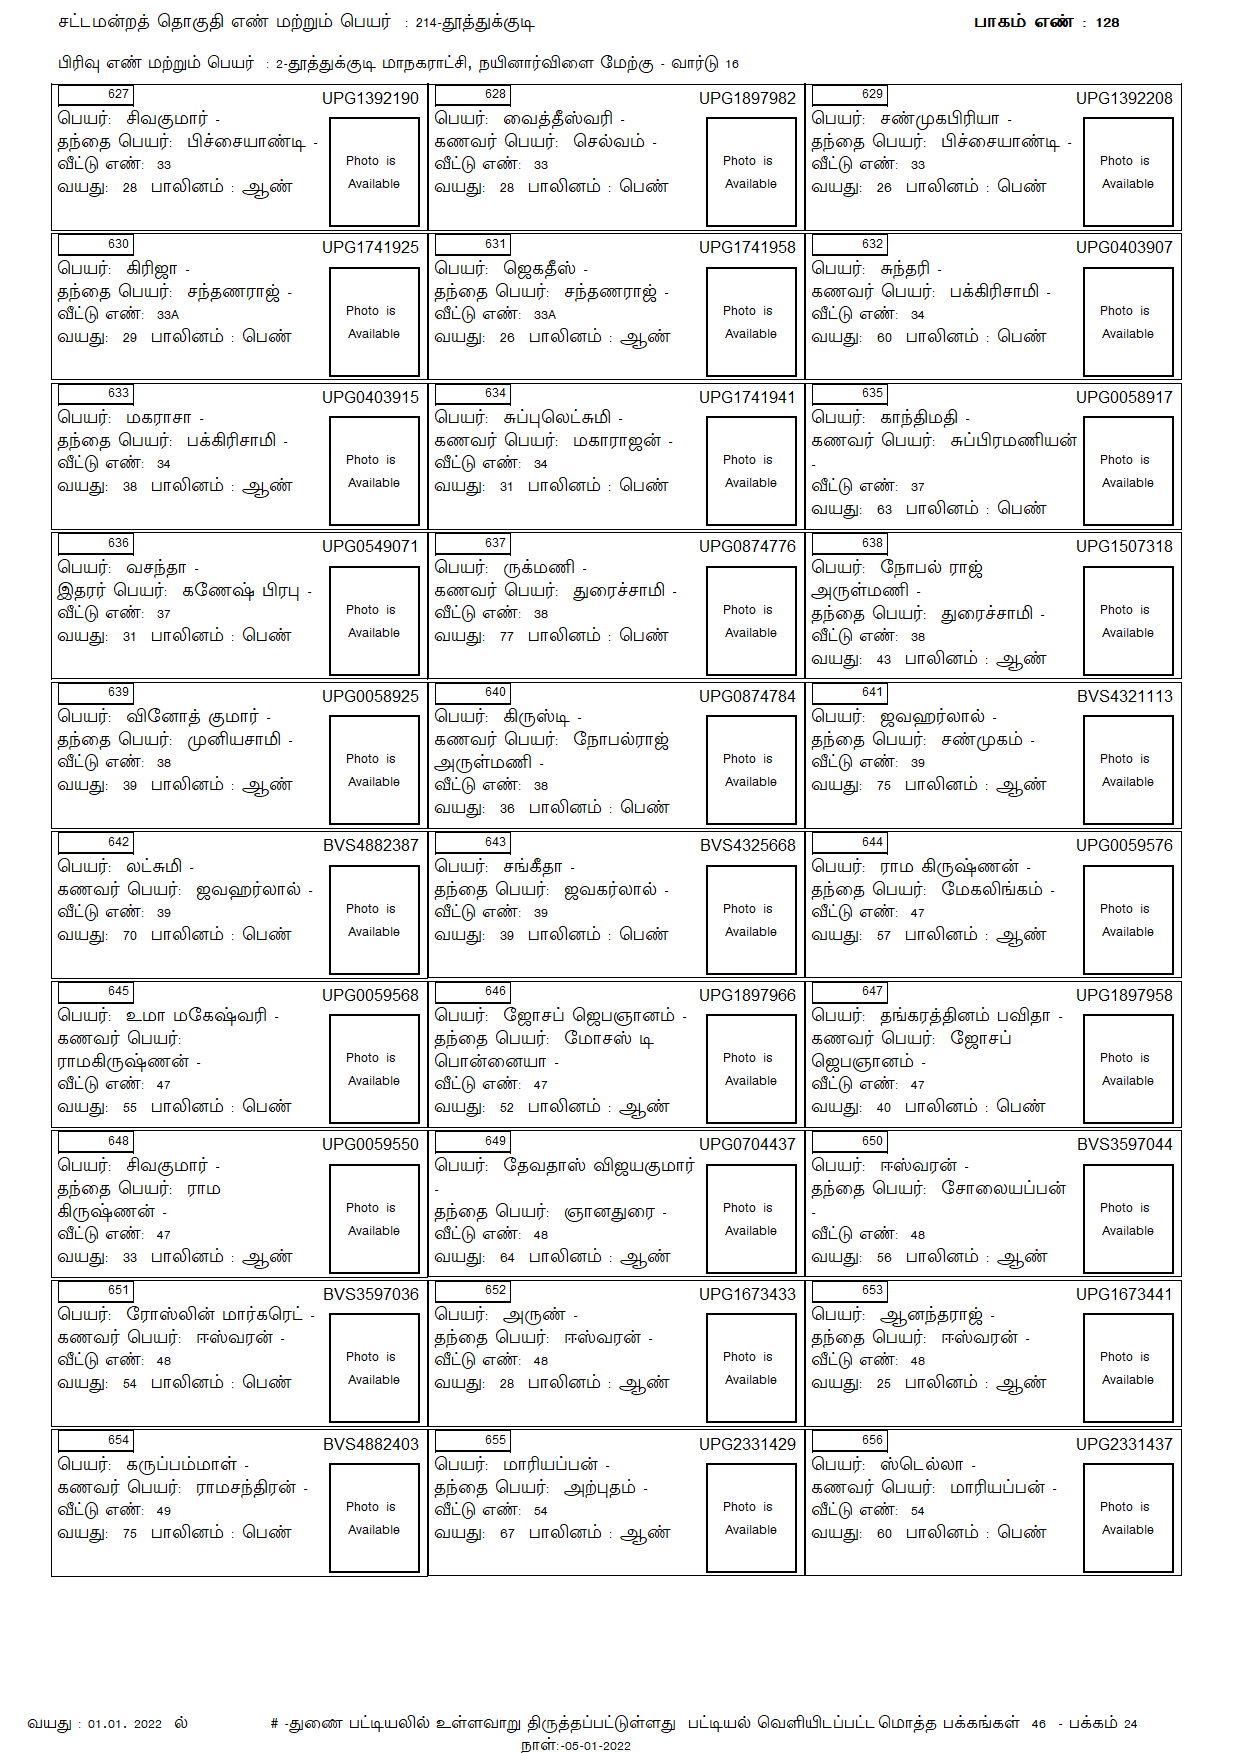 சட்டமன்றத் தொகுதி எண் மற்றும் பெயர் : 214-தூத்துக்குடி பாகம் எண் : 128
பிரிவு எண் மற்றும் பெயர் : 2-தூத்துக்குடி மாநகராட்சி, நயினார்விளை மேற்கு - வார்டு 16
627 UPG1392190
பெயர்: சிவகுமார் -
தந்தை பெயர்: பிச்சையாண்டி -
வீட்டு எண்: 33
வயது: 28 பாலினம் : ஆண்
Photo is
Available
628 UPG1897982
பெயர்: வைத்தீஸ்வரி -
கணவர் பெயர்: செல்வம் -
வீட்டு எண்: 33
வயது: 28 பாலினம் : பெண்
Photo is
Available
629 UPG1392208
பெயர்: சண்முகபிரியா -
தந்தை பெயர்: பிச்சையாண்டி -
வீட்டு எண்: 33
வயது: 26 பாலினம் : பெண்
Photo is
Available
630 UPG1741925
பெயர்: கிரிஜா -
தந்தை பெயர்: சந்தணராஜ் -
வீட்டு எண்: 33A
வயது: 29 பாலினம் : பெண்
Photo is
Available
631 UPG1741958
பெயர்: ஜெகதீஸ் -
தந்தை பெயர்: சந்தணராஜ் -
வீட்டு எண்: 33A
வயது: 26 பாலினம் : ஆண்
Photo is
Available
632 UPG0403907
பெயர்: சுந்தரி -
கணவர் பெயர்: பக்கிரிசாமி -
வீட்டு எண்: 34
வயது: 60 பாலினம் : பெண்
Photo is
Available
633 UPG0403915
பெயர்: மகராசா -
தந்தை பெயர்: பக்கிரிசாமி -
வீட்டு எண்: 34
வயது: 38 பாலினம் : ஆண்
Photo is
Available
634 UPG1741941
பெயர்: சுப்புலெட்சுமி -
கணவர் பெயர்: மகாராஜன் -
வீட்டு எண்: 34
வயது: 31 பாலினம் : பெண்
Photo is
Available
635 UPG0058917
பெயர்: காந்திமதி -
கணவர் பெயர்: சுப்பிரமணியன்
-
வீட்டு எண்: 37
வயது: 63 பாலினம் : பெண்
Photo is
Available
636 UPG0549071
பெயர்: வசந்தா -
இதரர் பெயர்: கணேஷ் பிரபு -
வீட்டு எண்: 37
வயது: 31 பாலினம் : பெண்
Photo is
Available
637 UPG0874776
பெயர்: ருக்மணி -
கணவர் பெயர்: துரைச்சாமி -
வீட்டு எண்: 38
வயது: 77 பாலினம் : பெண்
Photo is
Available
638 UPG1507318
பெயர்: நோபல் ராஜ்
அருள்மணி -
தந்தை பெயர்: துரைச்சாமி -
வீட்டு எண்: 38
வயது: 43 பாலினம் : ஆண்
Photo is
Available
639 UPG0058925
பெயர்: வினோத் குமார் -
தந்தை பெயர்: முனியசாமி -
வீட்டு எண்: 38
வயது: 39 பாலினம் : ஆண்
Photo is
Available
640 UPG0874784
பெயர்: கிருஸ்டி -
கணவர் பெயர்: நோபல்ராஜ்
அருள்மணி -
வீட்டு எண்: 38
வயது: 36 பாலினம் : பெண்
Photo is
Available
641 BVS4321113
பெயர்: ஜவஹர்லால் -
தந்தை பெயர்: சண்முகம் -
வீட்டு எண்: 39
வயது: 75 பாலினம் : ஆண்
Photo is
Available
642 BVS4882387
பெயர்: லட்சுமி -
கணவர் பெயர்: ஜவஹர்லால் -
வீட்டு எண்: 39
வயது: 70 பாலினம் : பெண்
Photo is
Available
643 BVS4325668
பெயர்: சங்கீதா -
தந்தை பெயர்: ஜவகர்லால் -
வீட்டு எண்: 39
வயது: 39 பாலினம் : பெண்
Photo is
Available
644 UPG0059576
பெயர்: ராம கிருஷ்ணன் -
தந்தை பெயர்: மேகலிங்கம் -
வீட்டு எண்: 47
வயது: 57 பாலினம் : ஆண்
Photo is
Available
645 UPG0059568
பெயர்: உமா மகேஷ்வரி -
கணவர் பெயர்:
ராமகிருஷ்ணன் -
வீட்டு எண்: 47
வயது: 55 பாலினம் : பெண்
Photo is
Available
646 UPG1897966
பெயர்: ஜோசப் ஜெபஞானம் -
தந்தை பெயர்: மோசஸ் டி
பொன்னையா -
வீட்டு எண்: 47
வயது: 52 பாலினம் : ஆண்
Photo is
Available
647 UPG1897958
பெயர்: தங்கரத்தினம் பவிதா -
கணவர் பெயர்: ஜோசப்
ஜெபஞானம் -
வீட்டு எண்: 47
வயது: 40 பாலினம் : பெண்
Photo is
Available
648 UPG0059550
பெயர்: சிவகுமார் -
தந்தை பெயர்: ராம
கிருஷ்ணன் -
வீட்டு எண்: 47
வயது: 33 பாலினம் : ஆண்
Photo is
Available
649 UPG0704437
பெயர்: தேவதாஸ் விஜயகுமார்
-
தந்தை பெயர்: ஞானதுரை -
வீட்டு எண்: 48
வயது: 64 பாலினம் : ஆண்
Photo is
Available
650 BVS3597044
பெயர்: ஈஸ்வரன் -
தந்தை பெயர்: சோலையப்பன்
-
வீட்டு எண்: 48
வயது: 56 பாலினம் : ஆண்
Photo is
Available
651 BVS3597036
பெயர்: ரோஸ்லின் மார்கரெட் -
கணவர் பெயர்: ஈஸ்வரன் -
வீட்டு எண்: 48
வயது: 54 பாலினம் : பெண்
Photo is
Available
652 UPG1673433
பெயர்: அருண் -
தந்தை பெயர்: ஈஸ்வரன் -
வீட்டு எண்: 48
வயது: 28 பாலினம் : ஆண்
Photo is
Available
653 UPG1673441
பெயர்: ஆனந்தராஜ் -
தந்தை பெயர்: ஈஸ்வரன் -
வீட்டு எண்: 48
வயது: 25 பாலினம் : ஆண்
Photo is
Available
654 BVS4882403
பெயர்: கருப்பம்மாள் -
கணவர் பெயர்: ராமசந்திரன் -
வீட்டு எண்: 49
வயது: 75 பாலினம் : பெண்
Photo is
Available
655 UPG2331429
பெயர்: மாரியப்பன் -
தந்தை பெயர்: அற்புதம் -
வீட்டு எண்: 54
வயது: 67 பாலினம் : ஆண்
Photo is
Available
656 UPG2331437
பெயர்: ஸ்டெல்லா -
கணவர் பெயர்: மாரியப்பன் -
வீட்டு எண்: 54
வயது: 60 பாலினம் : பெண்
Photo is
Available
வயது : 01.01. 2022 ல் # -துணை பட்டியலில் உள்ளவாறு திருத்தப்பட்டுள்ளது பட்டியல் வெளியிடப்பட்ட மொத்த பக்கங்கள் 46 - பக்கம் 24
நாள்:-05-01-2022